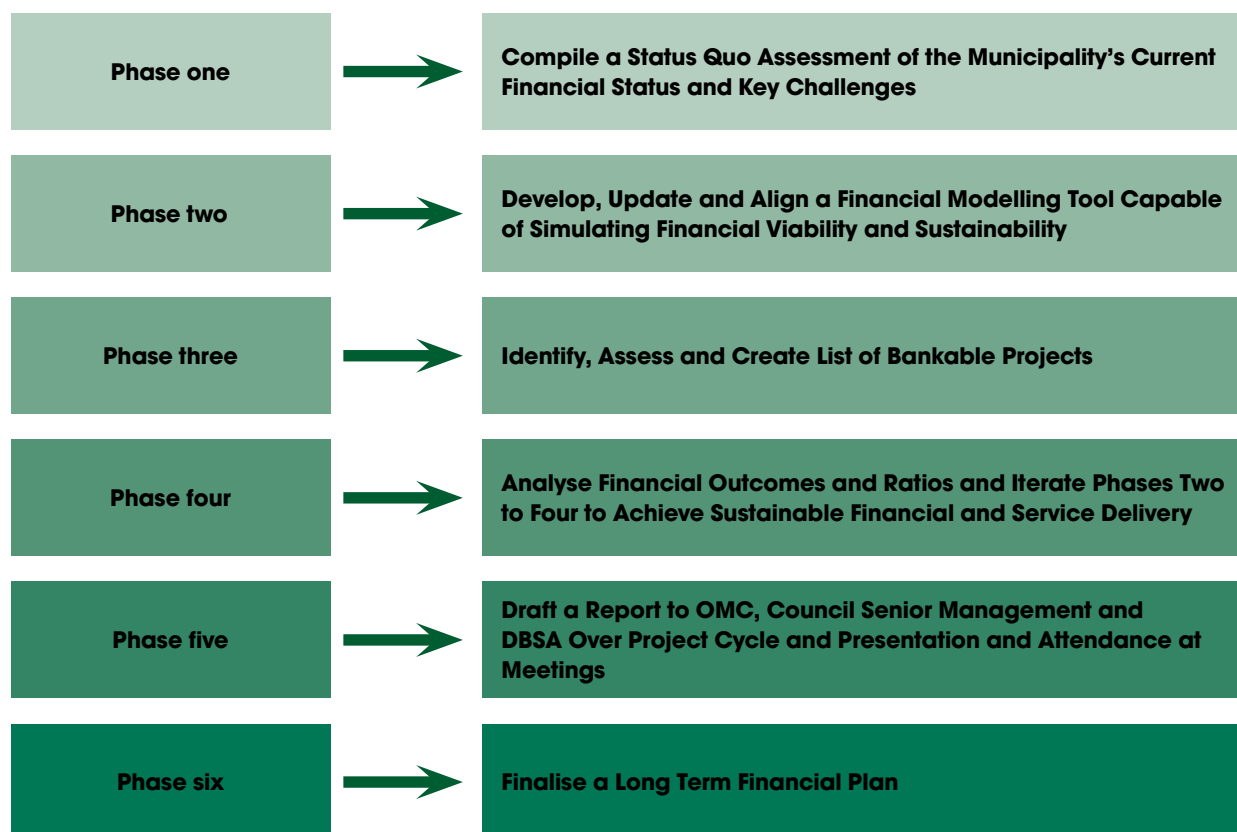 Phase one
Compile a Status Quo Assessment of the Municipality's Current
Financial Status and Key Challenges
Phase two
Develop, Update and Align a Financial Modelling Tool Capable
of Simulating Financial Viability and Sustainability
Phase three
Identify, Assess and Create List of Bankable Projects
Phase four
Analyse Financial Outcomes and Ratios and Iterate Phases Two
to Four to Achieve Sustainable Financial and Service Delivery
Phase five
Draft a Report to OMC, Council Senior Management and
DBSA Over Project Cycle and Presentation and Attendance at
Meetings
Phase six
Finalise a Long Term Financial Plan